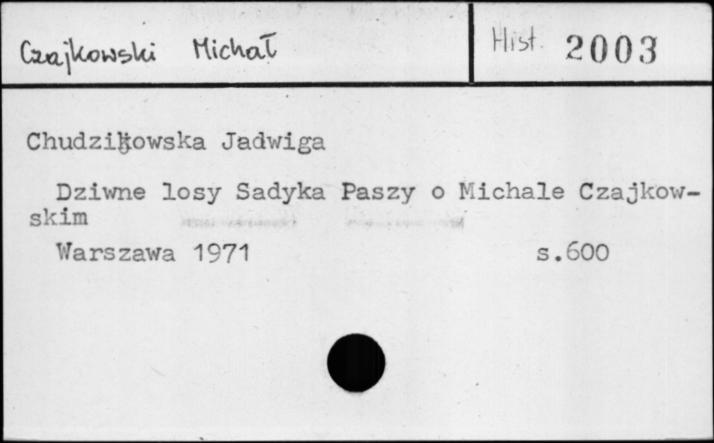 Czajkowski Michał
Hist. 2003
Chudzikowska Jadwiga
Dziwne losy Sadyka Paszy o Michale Czajkow-
skim
Warszawa 1971 s.600